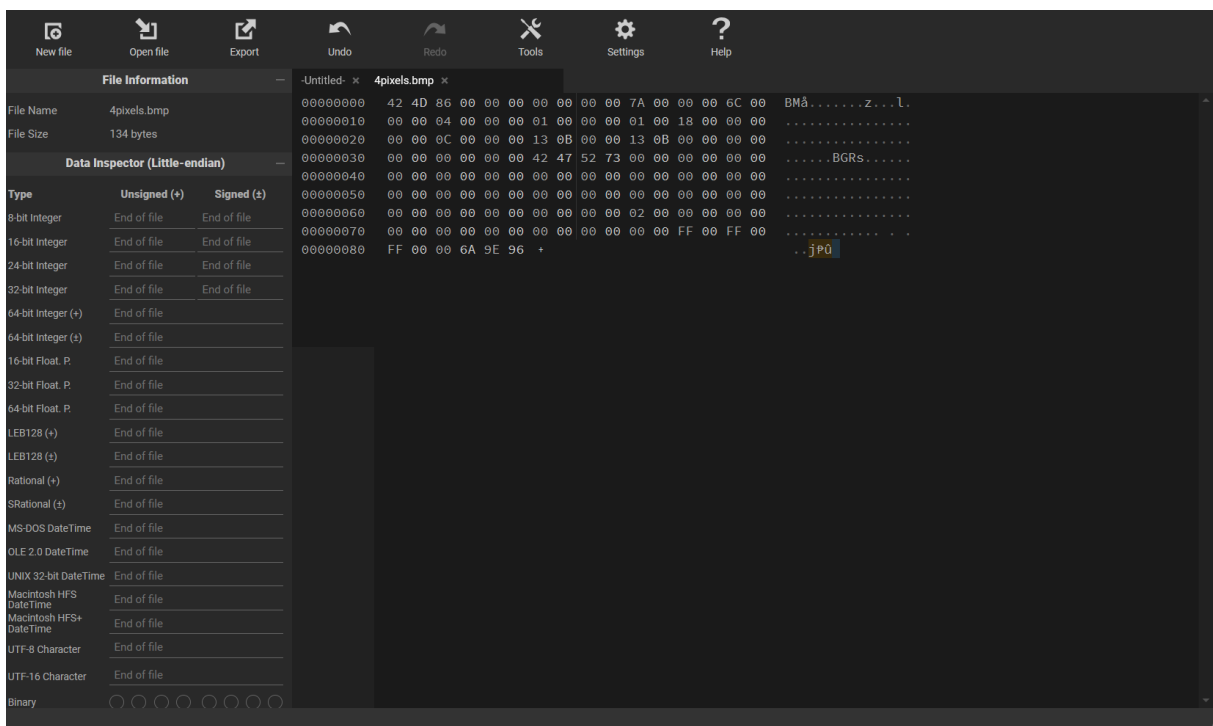 New file Open file Export Undo Redo Tools Settings Help
File Information −
File Name 4pixels.bmp
File Size 134 bytes
Data Inspector (Little-endian) −
Type Unsigned (+) Signed (±)
8-bit Integer End of file End of file
16-bit Integer End of file End of file
24-bit Integer End of file End of file
32-bit Integer End of file End of file
64-bit Integer (+) End of file
64-bit Integer (±) End of file
16-bit Float. P. End of file
32-bit Float. P. End of file
64-bit Float. P. End of file
LEB128 (+) End of file
LEB128 (±) End of file
Rational (+) End of file
SRational (±) End of file
MS-DOS DateTime End of file
OLE 2.0 DateTime End of file
UNIX 32-bit DateTime End of file
Macintosh HFS
DateTime End of file
Macintosh HFS+
DateTime End of file
UTF-8 Character End of file
UTF-16 Character End of file
Binary
-Untitled- × 4pixels.bmp ×
00000000 42 4D 86 00 00 00 00 00 00 00 7A 00 00 00 6C 00 BMå.......z...l.
00000010 00 00 04 00 00 00 01 00 00 00 01 00 18 00 00 00 ................
00000020 00 00 0C 00 00 00 13 0B 00 00 13 0B 00 00 00 00 ................
00000030 00 00 00 00 00 00 42 47 52 73 00 00 00 00 00 00 ......BGRs......
00000040 00 00 00 00 00 00 00 00 00 00 00 00 00 00 00 00 ................
00000050 00 00 00 00 00 00 00 00 00 00 00 00 00 00 00 00 ................
00000060 00 00 00 00 00 00 00 00 00 00 02 00 00 00 00 00 ................
00000070 00 00 00 00 00 00 00 00 00 00 00 00 FF 00 FF 00 ............ . .
00000080 FF 00 00 6A 9E 96 + ..j₧û